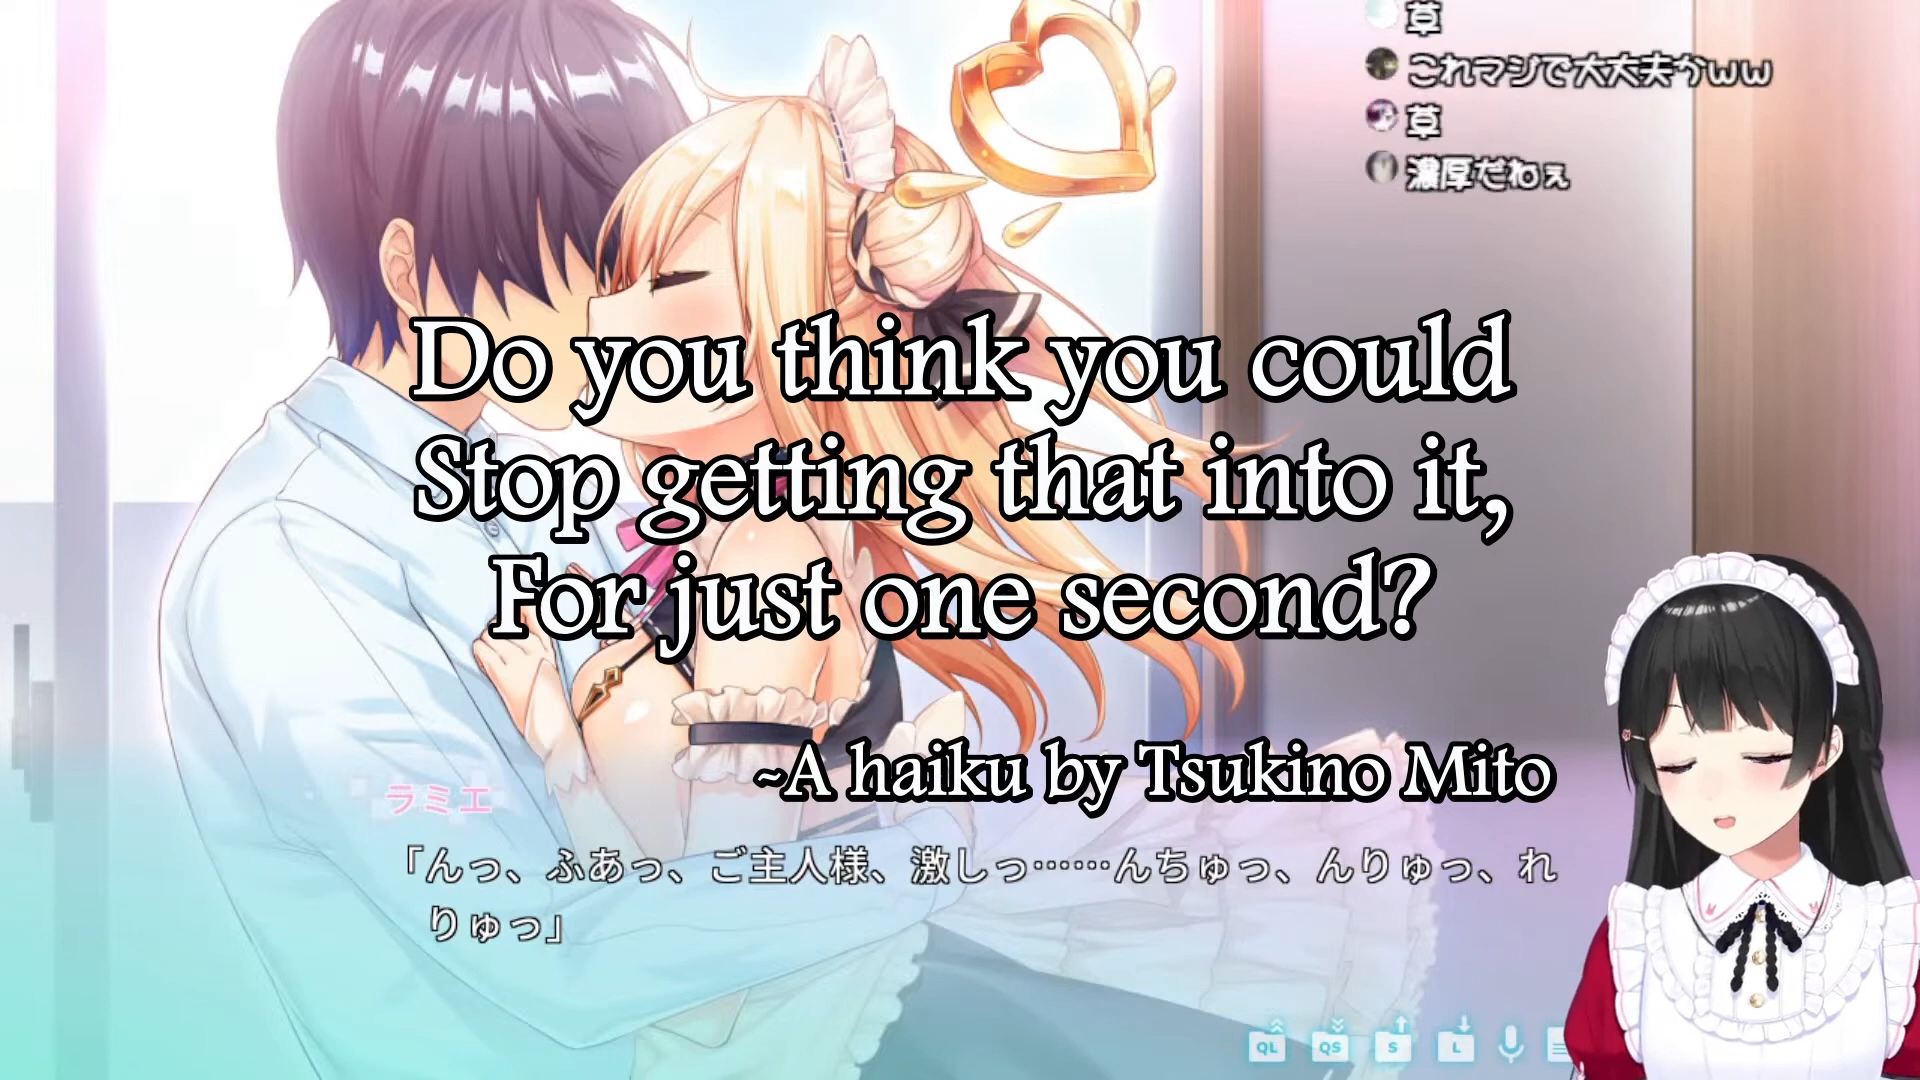 草
これマジで大丈夫かww
草
濃厚だねぇ
Do you think you could
Stop getting that into it,
For just one second?
~A haiku by Tsukino Mito
ラミエ
「んっ、ふあっ、ご主人様、激しっ……んちゅっ、んりゅっ、れ
りゅっ」
QL QS S L